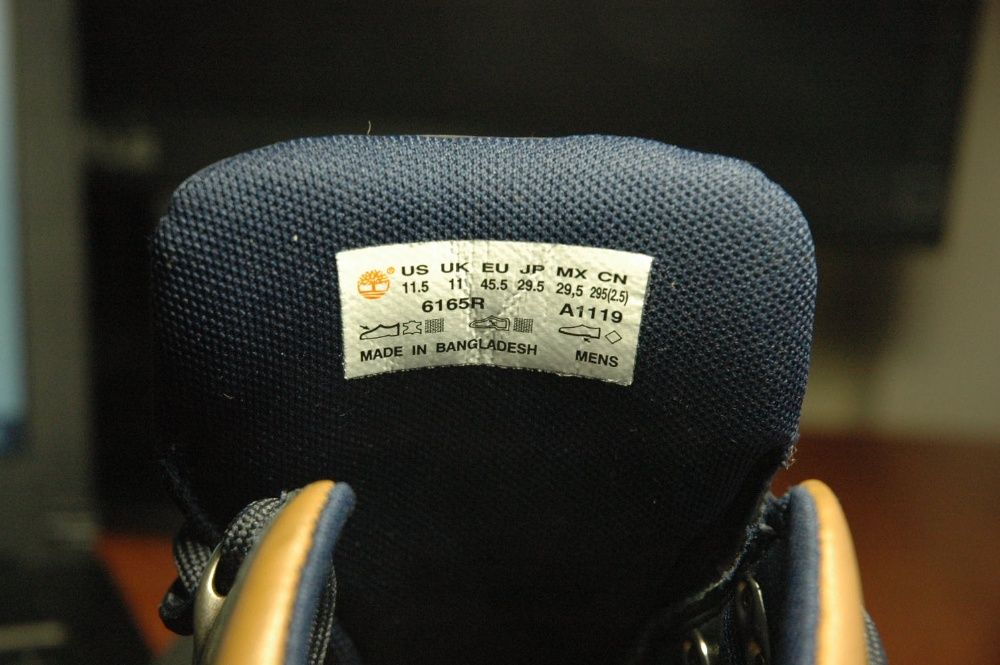 ® US UK EU JP MX CN
11.5 11 45.5 29.5 29,5 295(2.5)
6165R A1119
MADE IN BANGLADESH MENS